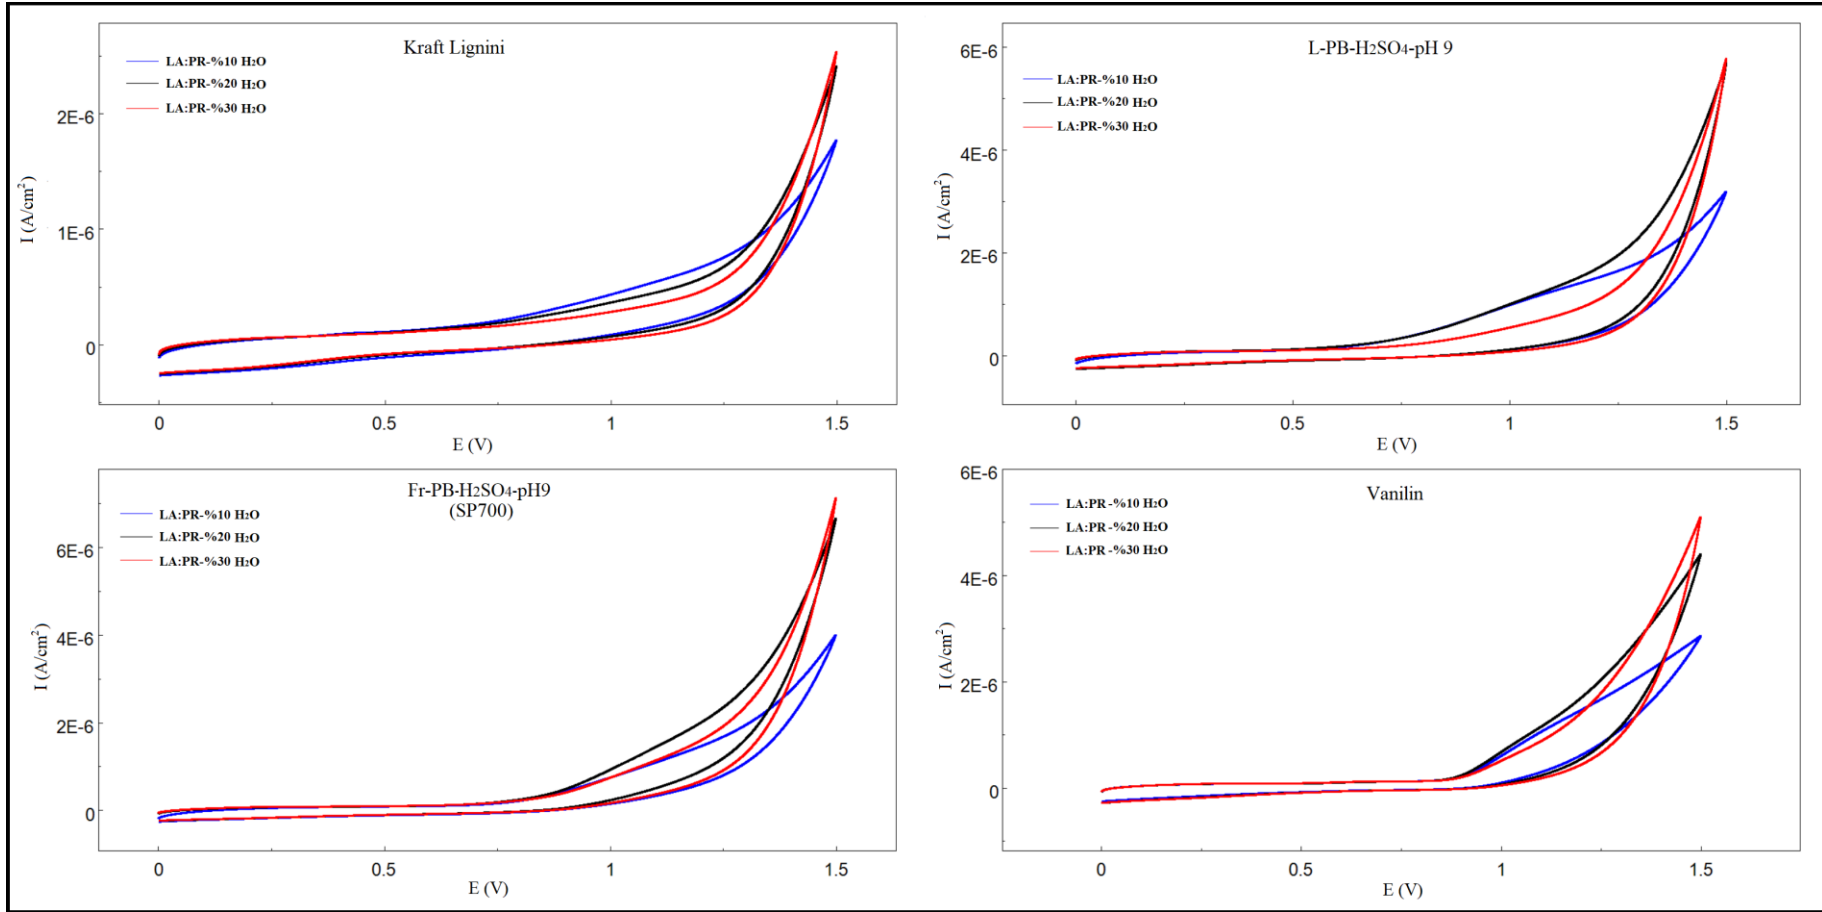 Kraft Lignini
LA:PR-%10 H₂O
LA:PR-%20 H₂O
LA:PR-%30 H₂O
2E-6
1E-6
0
I (A/cm²)
0
0.5
1
1.5
E (V)
L-PB-H₂SO₄-pH 9
LA:PR-%10 H₂O
LA:PR-%20 H₂O
LA:PR-%30 H₂O
6E-6
4E-6
2E-6
0
I (A/cm²)
0
0.5
1
1.5
E (V)
Fr-PB-H₂SO₄-pH9
(SP700)
LA:PR-%10 H₂O
LA:PR-%20 H₂O
LA:PR-%30 H₂O
6E-6
4E-6
2E-6
0
I (A/cm²)
0
0.5
1
1.5
E (V)
Vanilin
LA:PR-%10 H₂O
LA:PR-%20 H₂O
LA:PR-%30 H₂O
6E-6
4E-6
2E-6
0
I (A/cm²)
0
0.5
1
1.5
E (V)